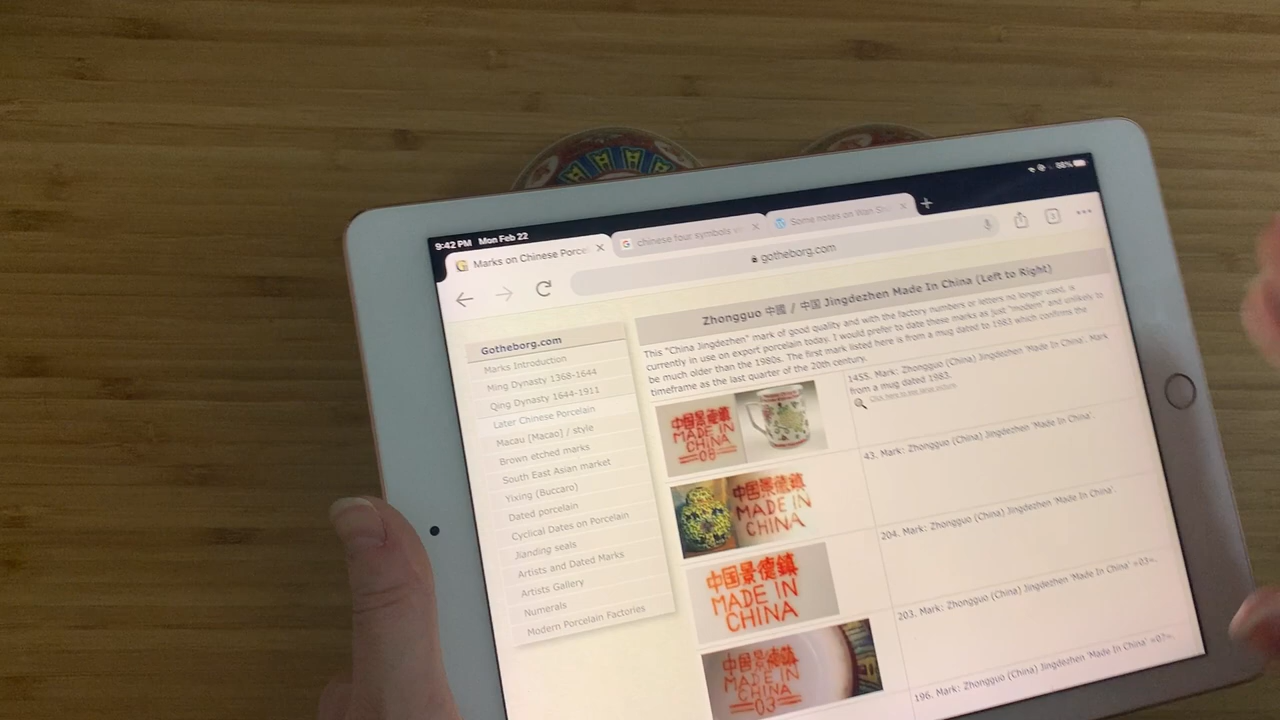 9:42 PM Mon Feb 22
86%
Marks on Chinese Porce
chinese four symbols
Some notes on Wan S
gotheborg.com
3
Gotheborg.com
Marks Introduction
Ming Dynasty 1368-1644
Qing Dynasty 1644-1911
Later Chinese Porcelain
Macau (Macao) / style
Brown etched marks
South East Asian market
Yixing (Buccaro)
Dated porcelain
Cyclical Dates on Porcelain
Jianding seals
Artists and Dated Marks
Artists Gallery
Numerals
Modern Porcelain Factories
Zhongguo 中國 / 中国 Jingdezhen Made In China (Left to Right)
This "China Jingdezhen" mark of good quality and with the factory numbers or letters no longer used, is
currently in use on export porcelain today. I would prefer to date these marks as just "modern" and unlikely to
be much older than the 1980s. The first mark listed here is from a mug dated to 1983 which confirms the
timeframe as the last quarter of the 20th century.
中国景德鎮
MADE IN
CHINA
08
1455. Mark: Zhongguo (China) Jingdezhen 'Made In China'. Mark
from a mug dated 1983.
Click here to see large picture
中国景德鎮
MADE IN
CHINA
43. Mark: Zhongguo (China) Jingdezhen 'Made In China'.
中国景德鎮
MADE IN
CHINA
204. Mark: Zhongguo (China) Jingdezhen 'Made In China'.
中国景德鎮
MADE IN
CHINA
03
203. Mark: Zhongguo (China) Jingdezhen 'Made In China' =03=.
196. Mark: Zhongguo (China) Jingdezhen 'Made In China' =07=.